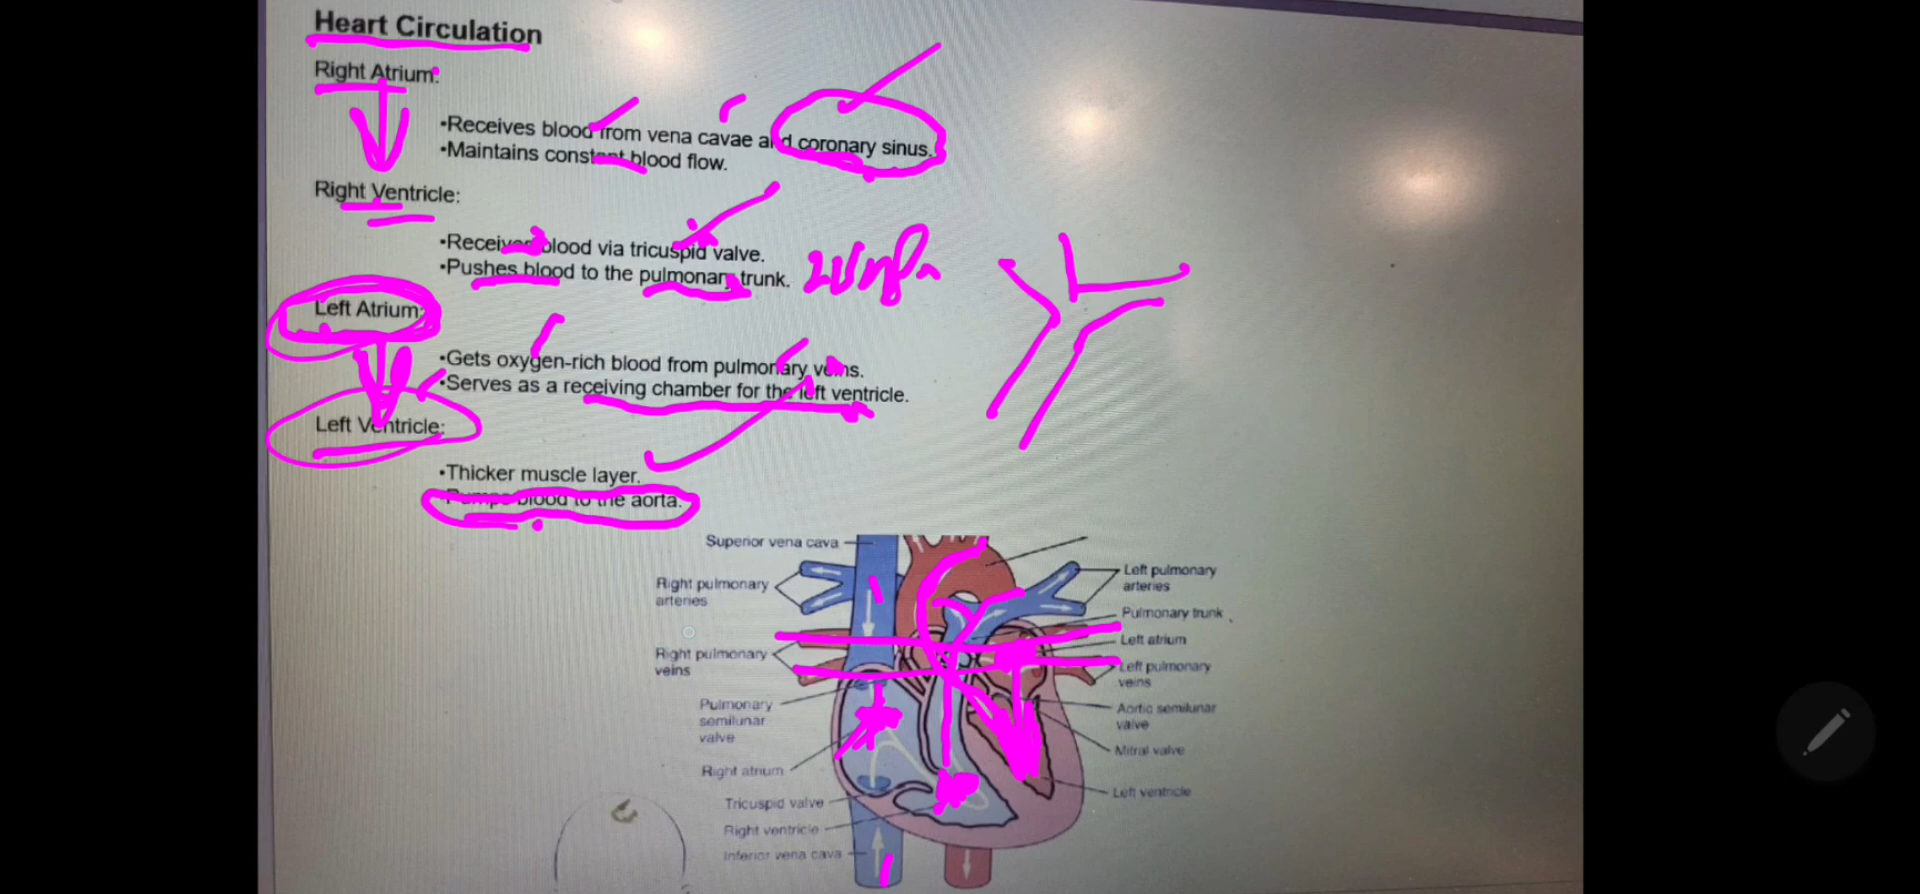 Heart Circulation
Right Atrium:
•Receives blood from vena cavae and coronary sinus.
•Maintains constant blood flow.
Right Ventricle:
•Receives blood via tricuspid valve.
•Pushes blood to the pulmonary trunk.
Left Atrium:
•Gets oxygen-rich blood from pulmonary veins.
•Serves as a receiving chamber for the left ventricle.
Left Ventricle:
•Thicker muscle layer.
•Pumps blood to the aorta.
Superior vena cava
Right pulmonary
arteries
Right pulmonary
veins
Pulmonary
semilunar
valve
Right atrium
Tricuspid valve
Right ventricle
Inferior vena cava
Left pulmonary
arteries
Pulmonary trunk
Left atrium
Left pulmonary
veins
Aortic semilunar
valve
Mitral valve
Left ventricle